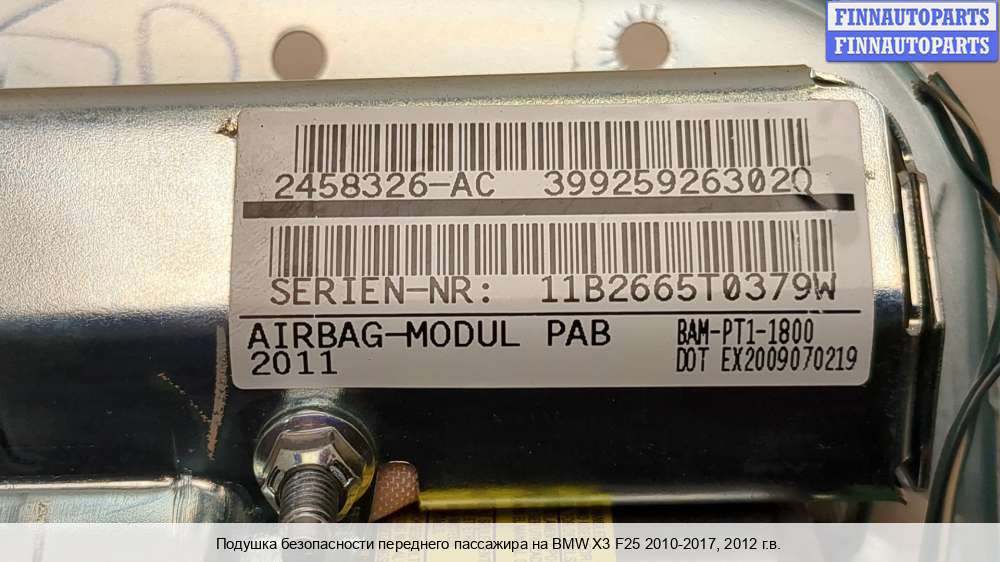 FINNAUTOPARTS
FINNAUTOPARTS
2458326-AC 39925926302Q
SERIEN-NR: 11B2665T0379W
AIRBAG-MODUL PAB BAM-PT1-1800
2011 DOT EX2009070219
Подушка безопасности переднего пассажира на BMW X3 F25 2010-2017, 2012 г.в.